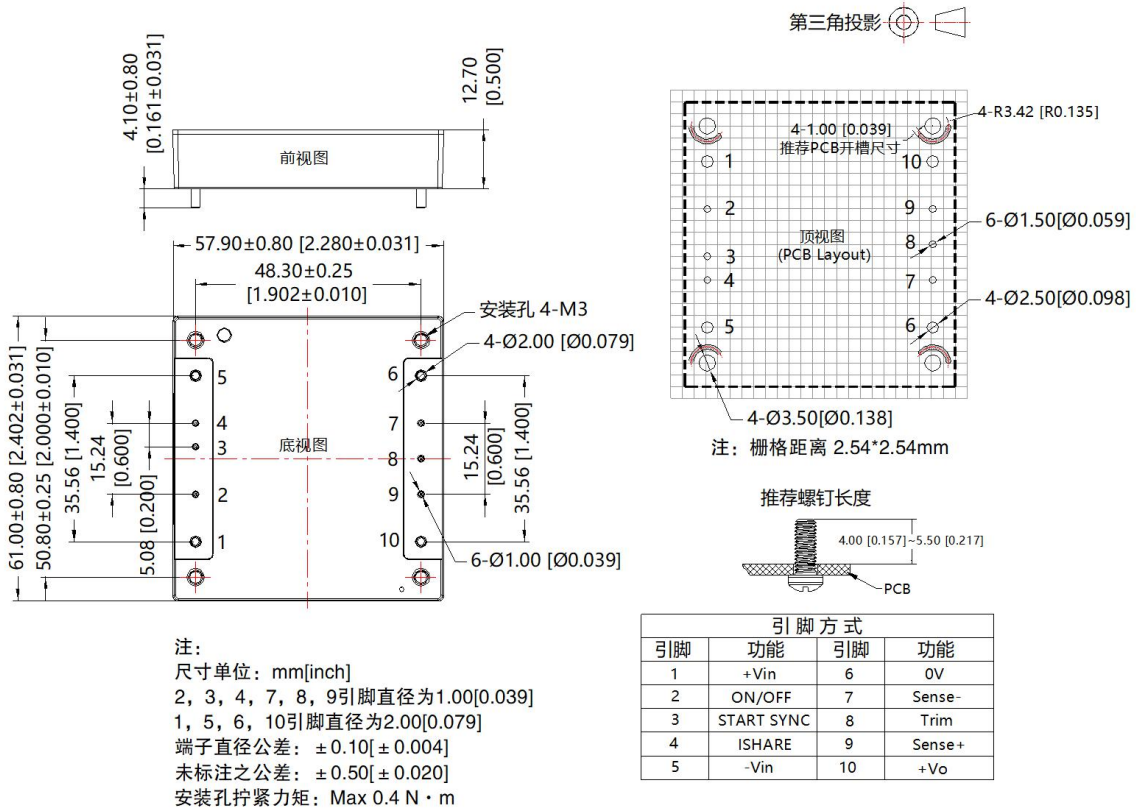 第三角投影
4.10±0.80
[0.161±0.031]
12.70
[0.500]
前视图
57.90±0.80 [2.280±0.031]
48.30±0.25
[1.902±0.010]
安装孔 4-M3
4-Ø2.00 [Ø0.079]
61.00±0.80 [2.402±0.031]
50.80±0.25 [2.000±0.010]
35.56 [1.400]
15.24
[0.600]
5.08 [0.200]
5
4
3
2
1
底视图
6
7
8
9
10
15.24
[0.600]
35.56 [1.400]
6-Ø1.00 [Ø0.039]
4-R3.42 [R0.135]
4-1.00 [0.039]
推荐PCB开槽尺寸
1
2
3
4
5
10
9
8
7
6
顶视图
(PCB Layout)
6-Ø1.50[Ø0.059]
4-Ø2.50[Ø0.098]
4-Ø3.50[Ø0.138]
注：栅格距离 2.54*2.54mm
推荐螺钉长度
4.00 [0.157]~5.50 [0.217]
PCB
引脚方式
引脚 功能 引脚 功能
1 +Vin 6 0V
2 ON/OFF 7 Sense-
3 START SYNC 8 Trim
4 ISHARE 9 Sense+
5 -Vin 10 +Vo
注：
尺寸单位：mm[inch]
2，3，4，7，8，9引脚直径为1.00[0.039]
1，5，6，10引脚直径为2.00[0.079]
端子直径公差：±0.10[±0.004]
未标注之公差：±0.50[±0.020]
安装孔拧紧力矩：Max 0.4 N·m